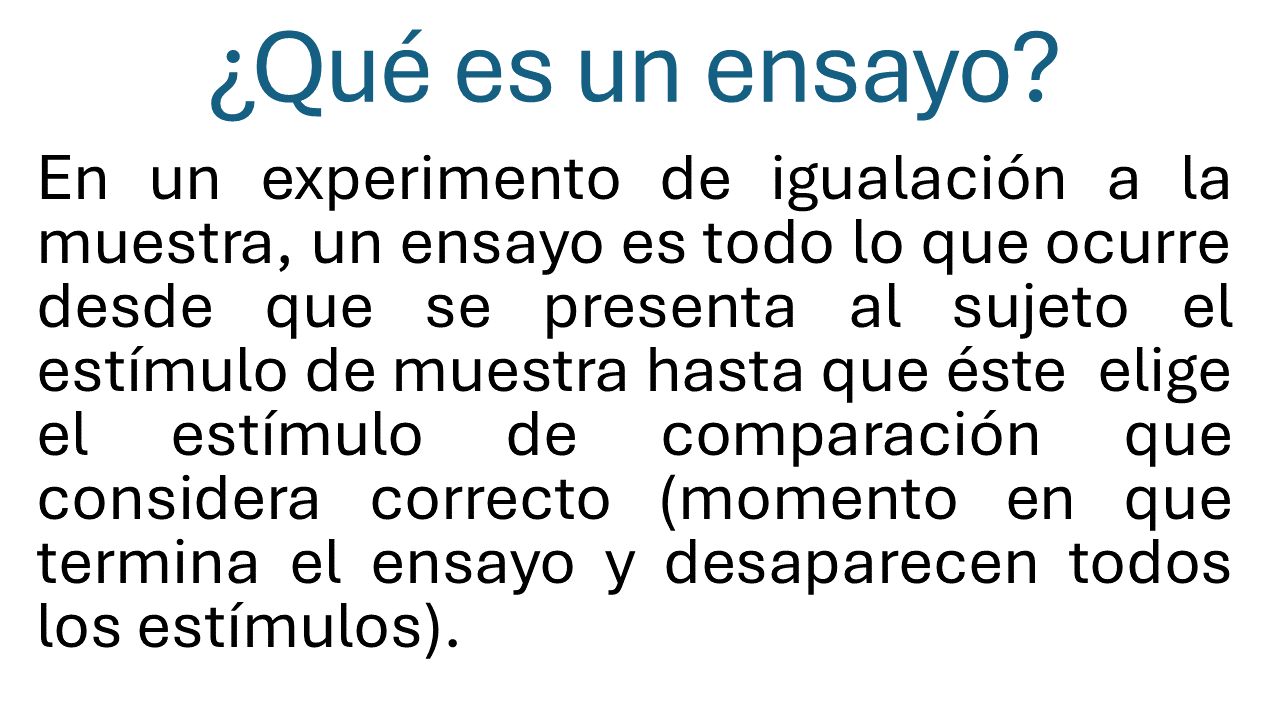 ¿Qué es un ensayo?
En un experimento de igualación a la
muestra, un ensayo es todo lo que ocurre
desde que se presenta al sujeto el
estímulo de muestra hasta que éste  elige
el estímulo de comparación que
considera correcto (momento en que
termina el ensayo y desaparecen todos
los estímulos).